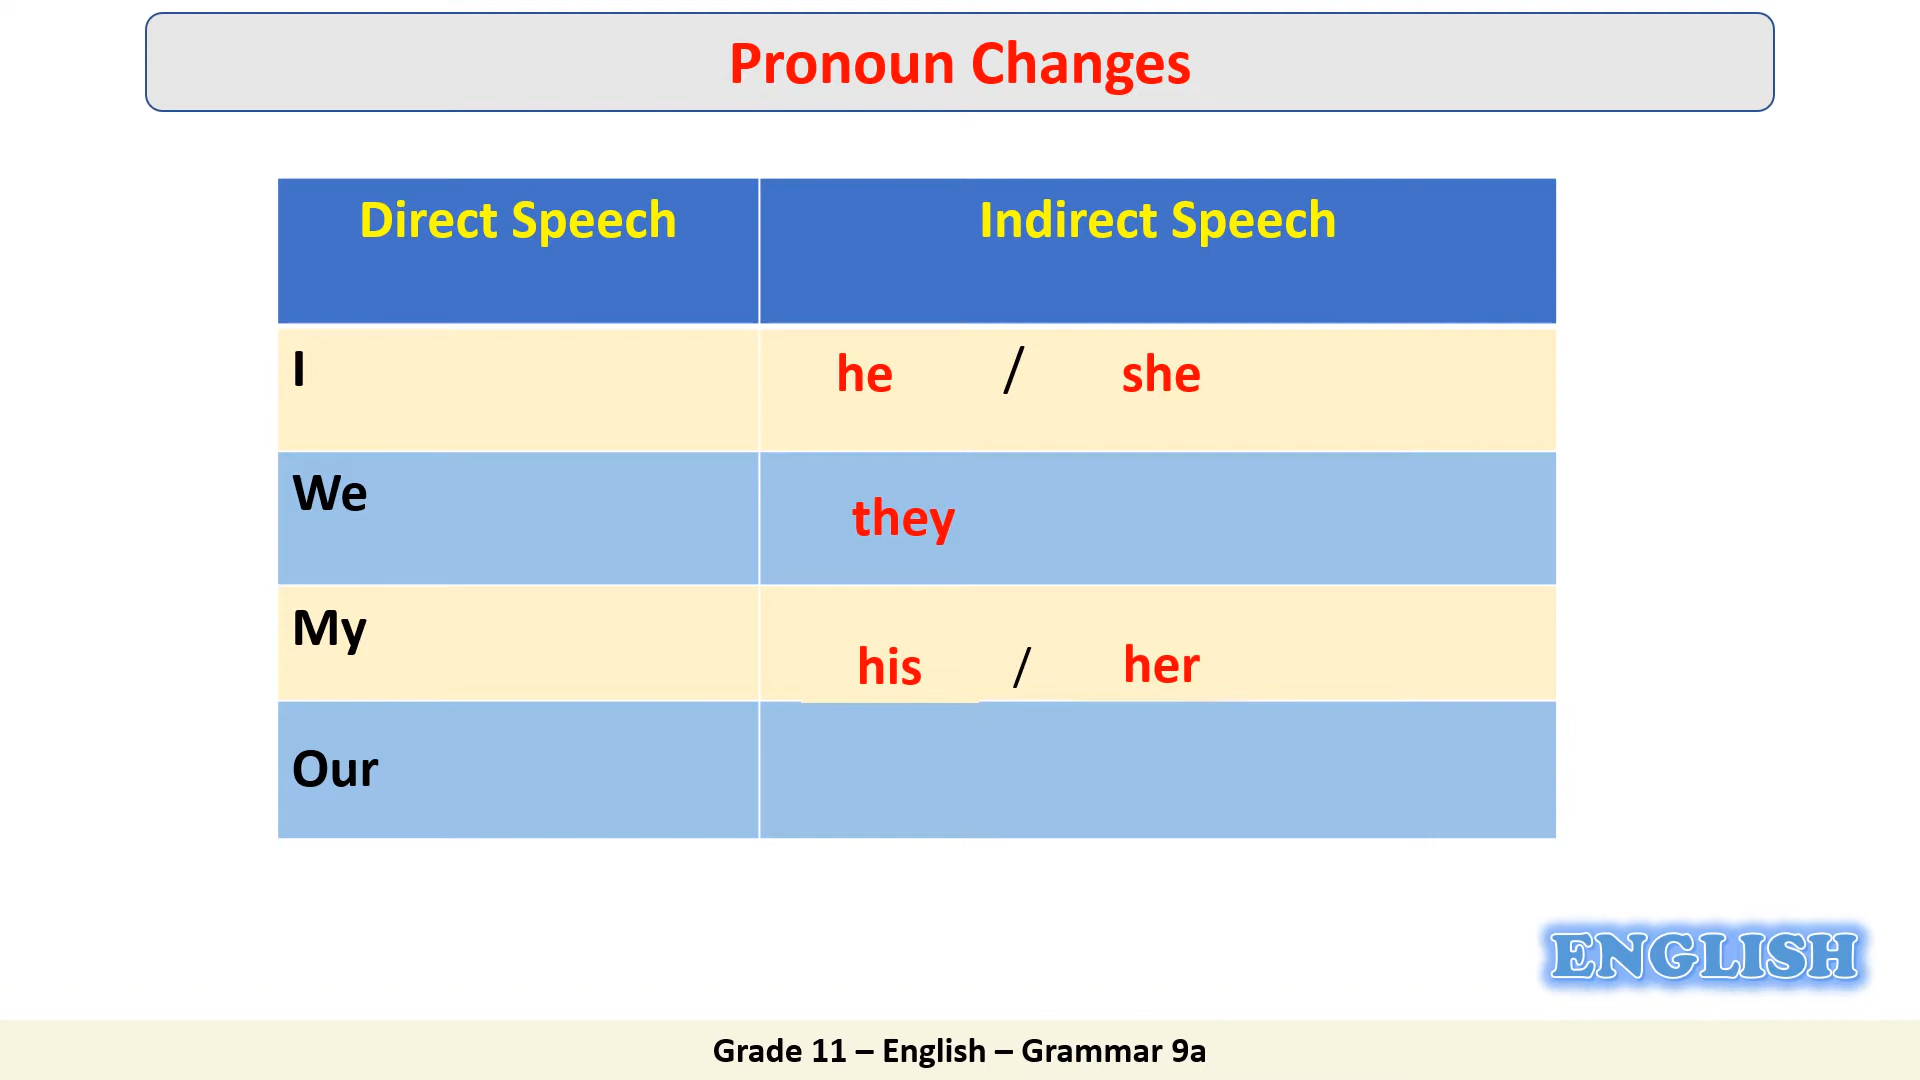 Pronoun Changes
Direct Speech Indirect Speech
I he / she
We they
My his / her
Our
ENGLISH
Grade 11 – English – Grammar 9a